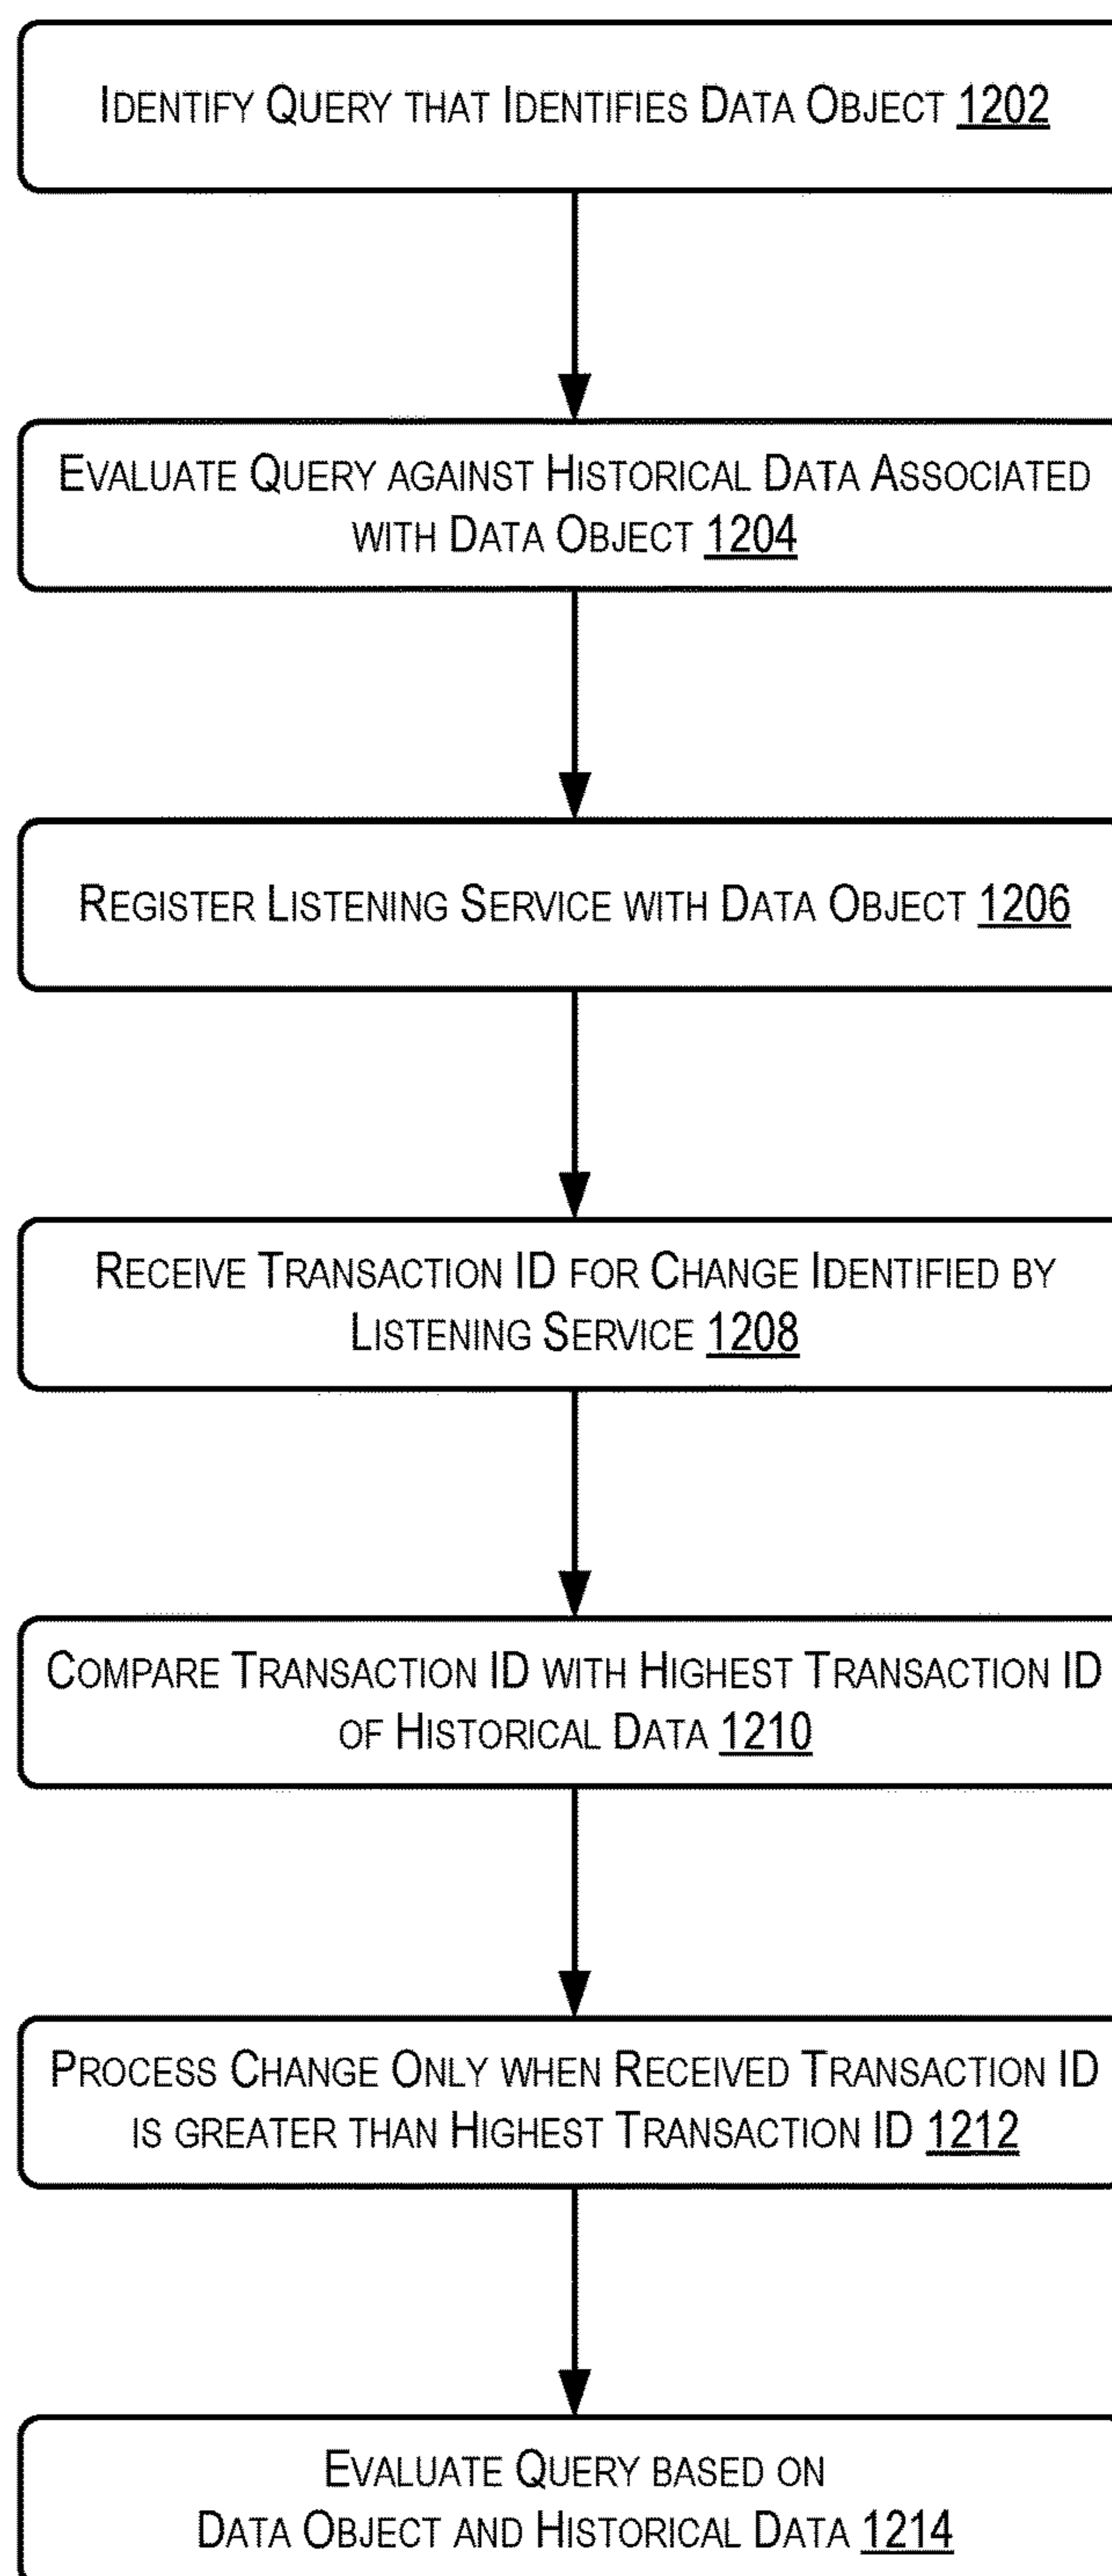 IDENTIFY QUERY THAT IDENTIFIES DATA OBJECT 1202
EVALUATE QUERY AGAINST HISTORICAL DATA ASSOCIATED
WITH DATA OBJECT 1204
REGISTER LISTENING SERVICE WITH DATA OBJECT 1206
RECEIVE TRANSACTION ID FOR CHANGE IDENTIFIED BY
LISTENING SERVICE 1208
COMPARE TRANSACTION ID WITH HIGHEST TRANSACTION ID
OF HISTORICAL DATA 1210
PROCESS CHANGE ONLY WHEN RECEIVED TRANSACTION ID
IS GREATER THAN HIGHEST TRANSACTION ID 1212
EVALUATE QUERY BASED ON
DATA OBJECT AND HISTORICAL DATA 1214